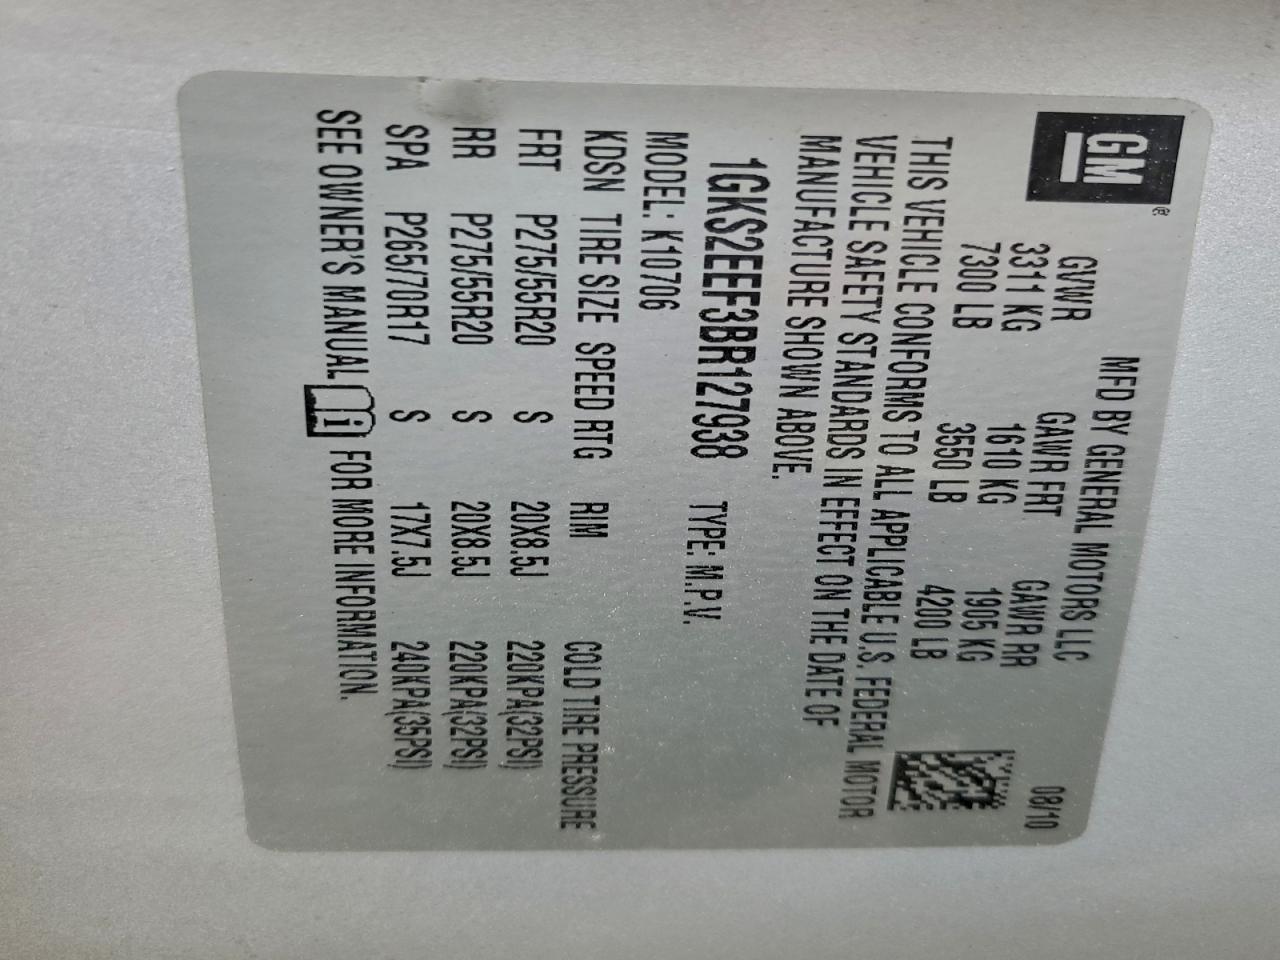 GM®
MFD BY GENERAL MOTORS LLC 08/10
GVWR GAWR FRT GAWR RR
3311 KG 1610 KG 1905 KG
7300 LB 3550 LB 4200 LB
THIS VEHICLE CONFORMS TO ALL APPLICABLE U.S. FEDERAL MOTOR
VEHICLE SAFETY STANDARDS IN EFFECT ON THE DATE OF
MANUFACTURE SHOWN ABOVE.
1GKS2EEF3BR127938 TYPE: M.P.V.
MODEL: K10706
KDSN TIRE SIZE SPEED RTG RIM COLD TIRE PRESSURE
FRT P275/55R20 S 20X8.5J 220KPA(32PSI)
RR P275/55R20 S 20X8.5J 220KPA(32PSI)
SPA P265/70R17 S 17X7.5J 240KPA(35PSI)
SEE OWNER'S MANUAL i FOR MORE INFORMATION.